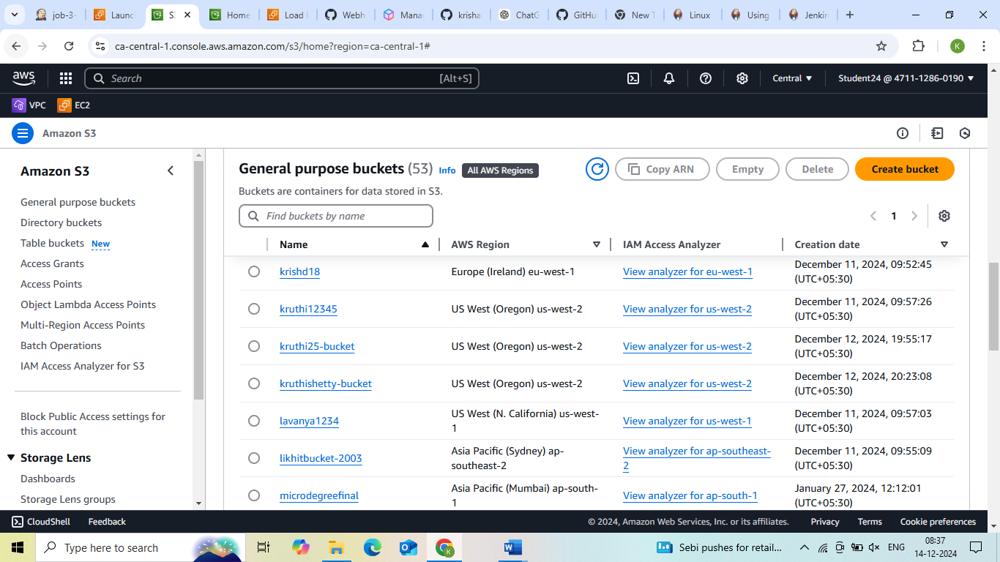 job-3-
Launc
S3
Home
Load
Webh
Mana
krisha
ChatG
GitHu
New T
Linux
Using
Jenkin
ca-central-1.console.aws.amazon.com/s3/home?region=ca-central-1#
K
aws
Search
[Alt+S]
Central
Student24 @ 4711-1286-0190
VPC
EC2
Amazon S3
Amazon S3
General purpose buckets
Directory buckets
Table buckets New
Access Grants
Access Points
Object Lambda Access Points
Multi-Region Access Points
Batch Operations
IAM Access Analyzer for S3
Block Public Access settings for
this account
Storage Lens
Dashboards
Storage Lens groups
General purpose buckets (53) Info All AWS Regions
Copy ARN
Empty
Delete
Create bucket
Buckets are containers for data stored in S3.
Find buckets by name
1
Name AWS Region IAM Access Analyzer Creation date
krishd18 Europe (Ireland) eu-west-1 View analyzer for eu-west-1 December 11, 2024, 09:52:45
(UTC+05:30)
kruthi12345 US West (Oregon) us-west-2 View analyzer for us-west-2 December 11, 2024, 09:57:26
(UTC+05:30)
kruthi25-bucket US West (Oregon) us-west-2 View analyzer for us-west-2 December 12, 2024, 19:55:17
(UTC+05:30)
kruthishetty-bucket US West (Oregon) us-west-2 View analyzer for us-west-2 December 12, 2024, 20:23:08
(UTC+05:30)
lavanya1234 US West (N. California) us-west- View analyzer for us-west-1 December 11, 2024, 09:57:03
1 (UTC+05:30)
likhitbucket-2003 Asia Pacific (Sydney) ap- View analyzer for ap-southeast- December 11, 2024, 09:55:09
southeast-2 2 (UTC+05:30)
microdegreefinal Asia Pacific (Mumbai) ap-south- View analyzer for ap-south-1 January 27, 2024, 12:12:01
1 (UTC+05:30)
CloudShell
Feedback
© 2024, Amazon Web Services, Inc. or its affiliates.
Privacy
Terms
Cookie preferences
Type here to search
Sebi pushes for retail...
ENG
08:37
14-12-2024